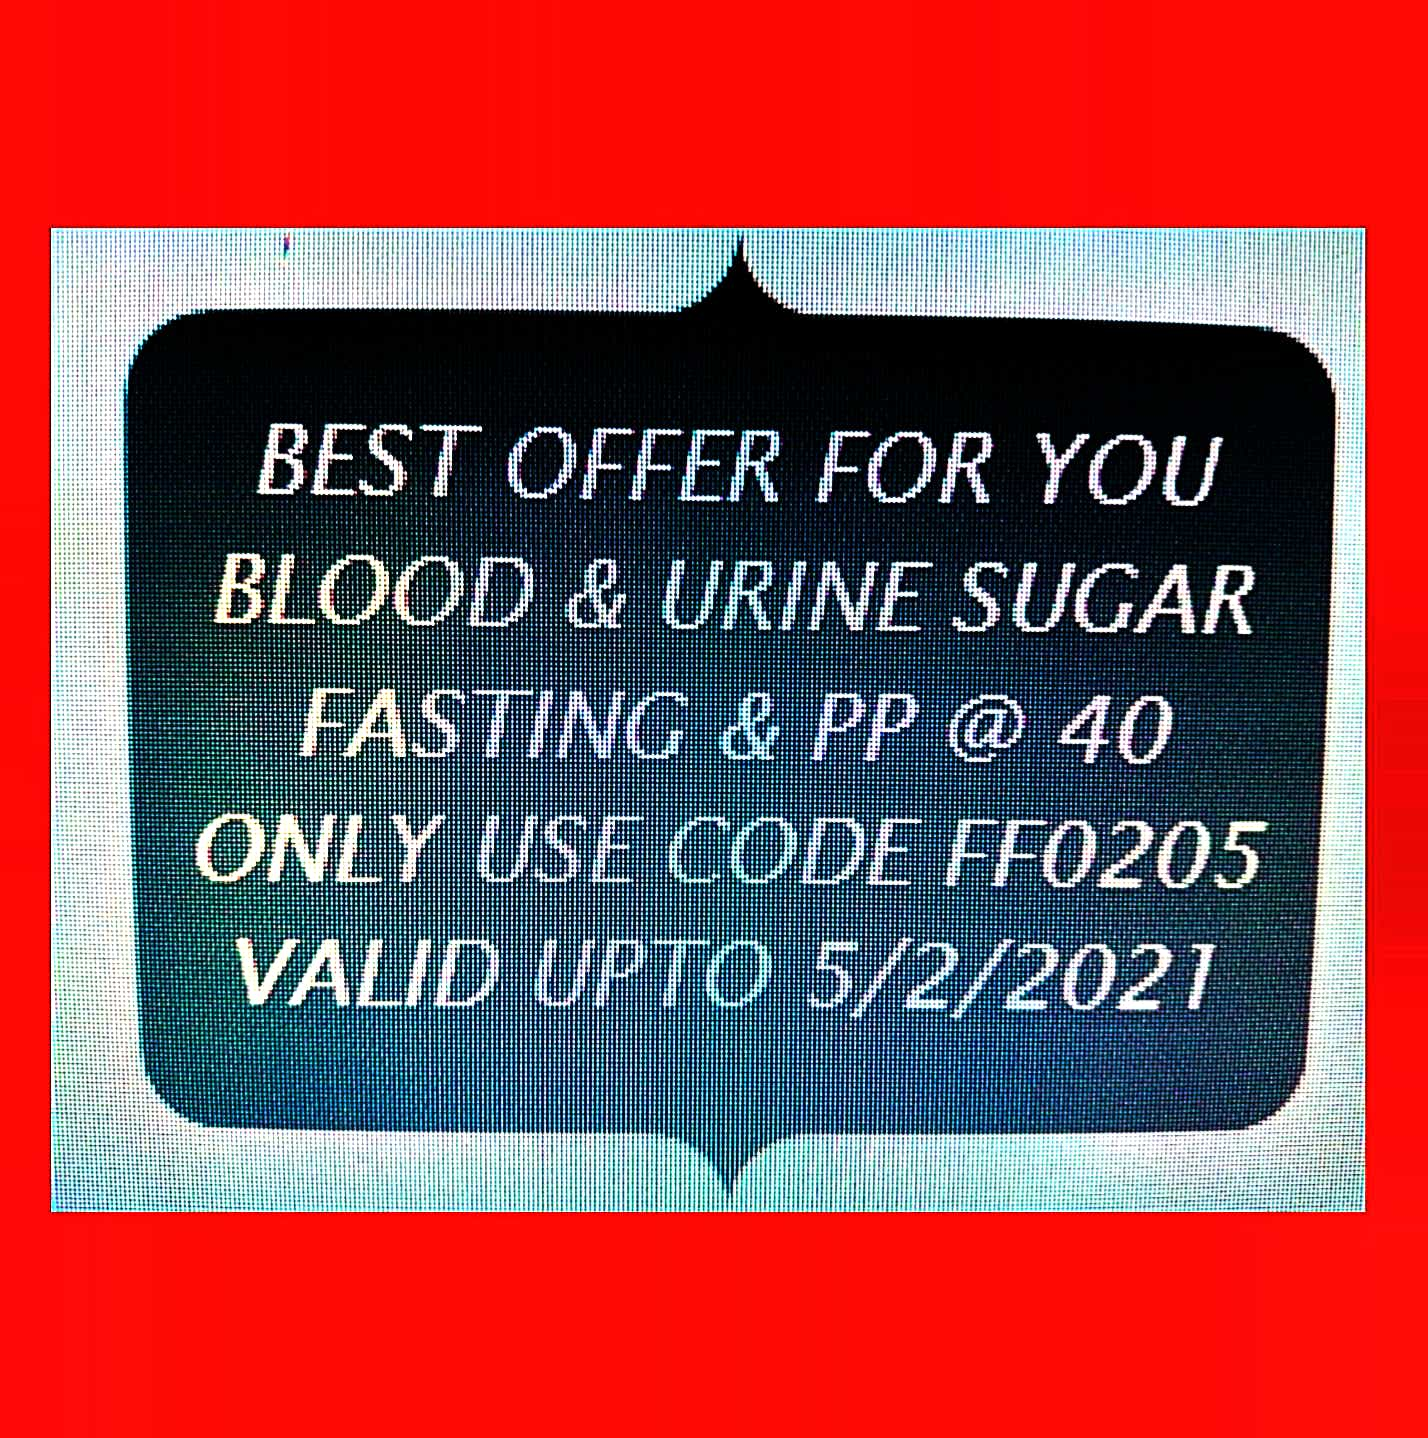 BEST OFFER FOR YOU
BLOOD & URINE SUGAR
FASTING & PP @ 40
ONLY USE CODE FF0205
VALID UPTO 5/2/2021